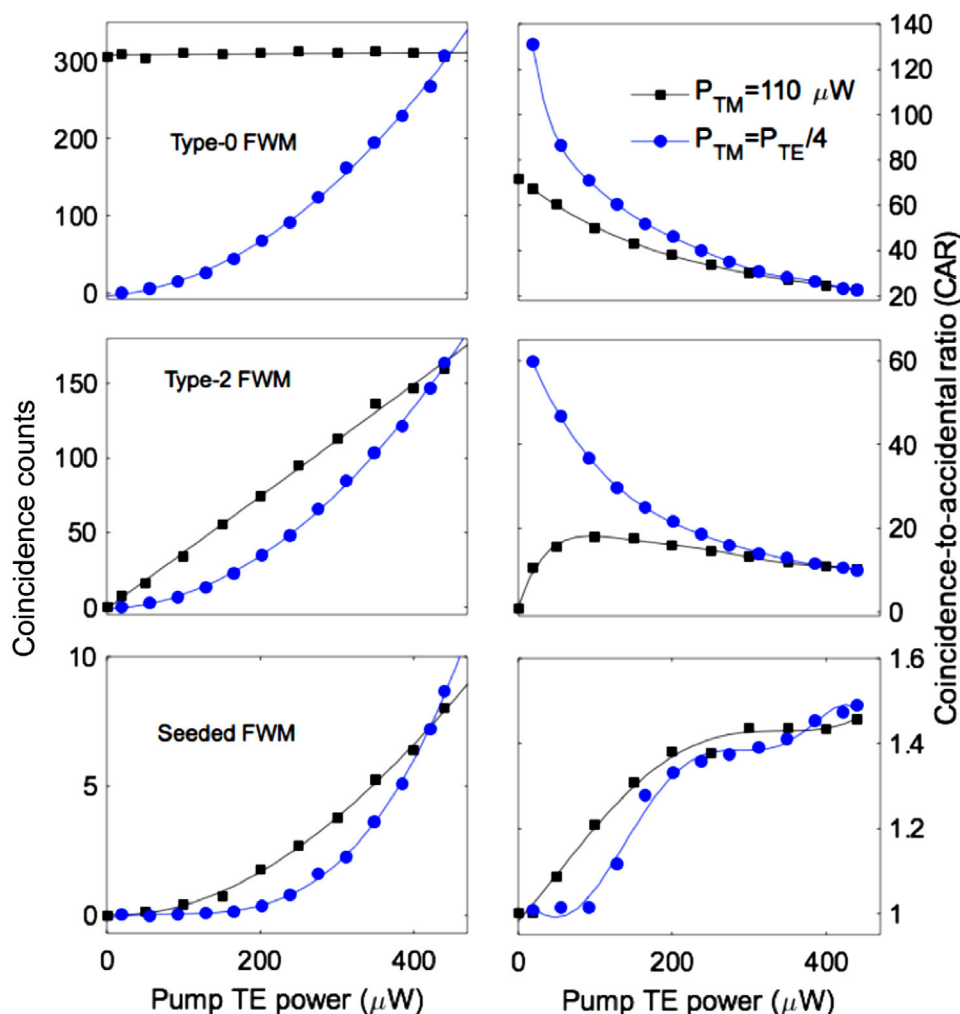 300
200
100
0
Type-0 FWM
140
120
100
80
60
40
20
P_TM=110 μW
P_TM=P_TE/4
150
100
50
0
Type-2 FWM
60
40
20
0
10
5
0
Seeded FWM
1.6
1.4
1.2
1
0 200 400
0 200 400
Pump TE power (μW)
Pump TE power (μW)
Coincidence counts
Coincidence-to-accidental ratio (CAR)